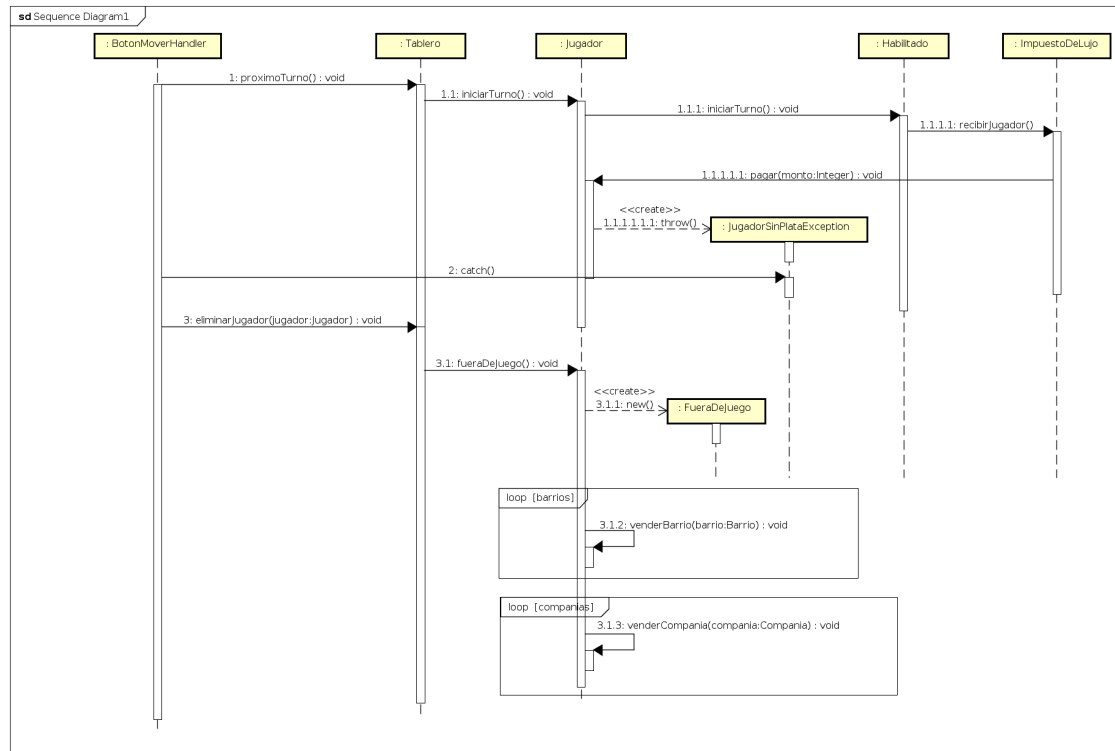 sd Sequence Diagram1
: BotonMoverHandler
: Tablero
: Jugador
: Habilitado
: ImpuestoDeLujo
1: proximoTurno() : void
1.1: iniciarTurno() : void
1.1.1: iniciarTurno() : void
1.1.1.1: recibirJugador()
1.1.1.1.1: pagar(monto:Integer) : void
<<create>>
1.1.1.1.1.1: throw()
: JugadorSinPlataException
2: catch()
3: eliminarJugador(jugador:Jugador) : void
3.1: fueraDeJuego() : void
<<create>>
3.1.1: new()
: FueraDeJuego
loop [barrios]
3.1.2: venderBarrio(barrio:Barrio) : void
loop [companias]
3.1.3: venderCompania(compania:Compania) : void